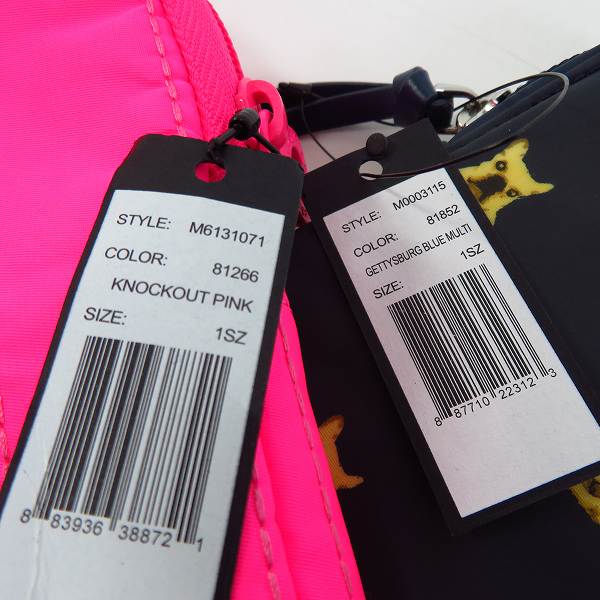 STYLE: M6131071
COLOR: 81266
KNOCKOUT PINK
SIZE: 1SZ
8 83936 38872 1
STYLE: M0003115
COLOR: 81852
GETTYSBURG BLUE MULTI
SIZE: 1SZ
8 87710 22312 3